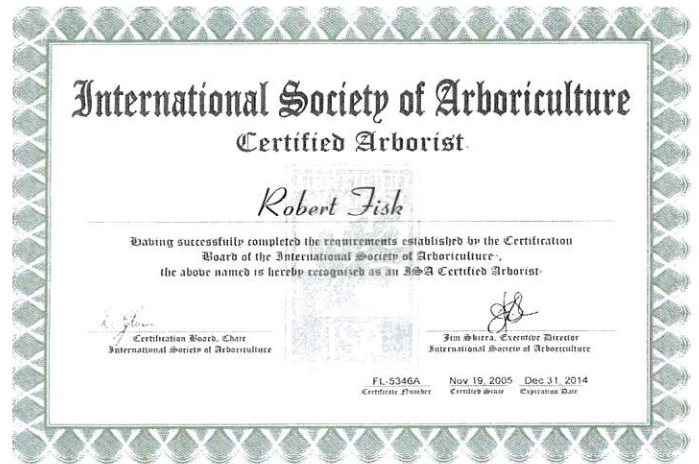 International Society of Arboriculture
Certified Arborist
Robert Fisk
Having successfully completed the requirements established by the Certification
Board of the International Society of Arboriculture,
the above named is hereby recognized as an ISA Certified Arborist
Certification Board, Chair
International Society of Arboriculture
Jim Skiera, Executive Director
International Society of Arboriculture
FL-5346A Nov 19, 2005 Dec 31, 2014
Certificate Number Certified Since Expiration Date